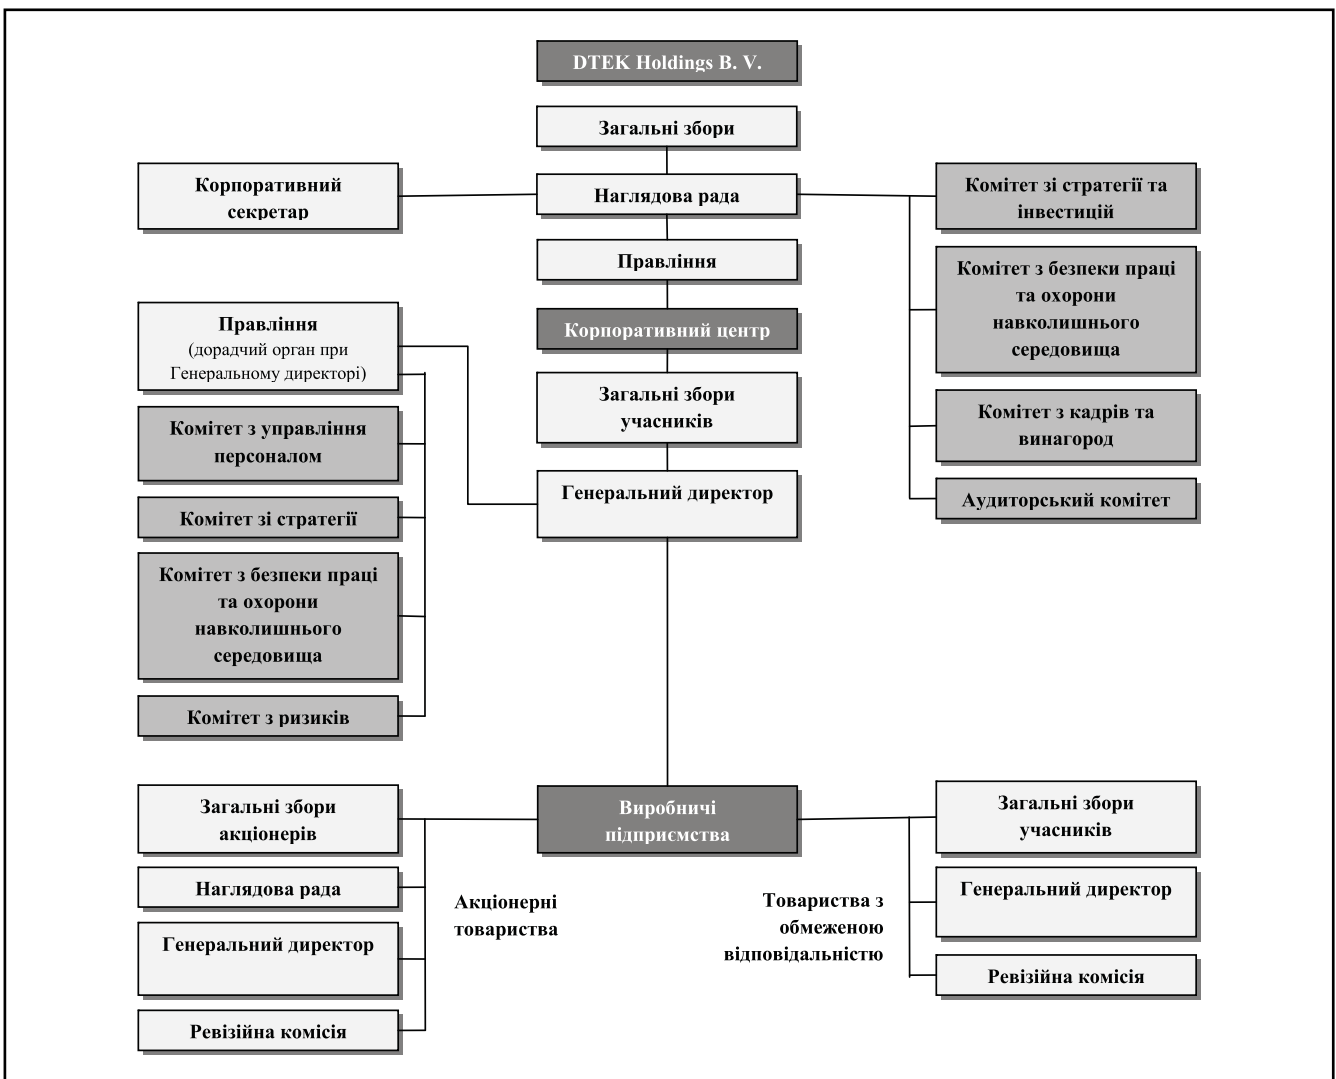 DTEK Holdings B. V.
Загальні збори
Корпоративний
секретар
Наглядова рада
Комітет зі стратегії та
інвестицій
Правління
Комітет з безпеки праці
та охорони
навколишнього
середовища
Корпоративний центр
Правління
(дорадчий орган при
Генеральному директорі)
Загальні збори
учасників
Комітет з кадрів та
винагород
Комітет з управління
персоналом
Генеральний директор
Аудиторський комітет
Комітет зі стратегії
Комітет з безпеки праці
та охорони
навколишнього
середовища
Комітет з ризиків
Загальні збори
акціонерів
Виробничі
підприємства
Загальні збори
учасників
Наглядова рада
Генеральний директор
Ревізійна комісія
Акціонерні
товариства
Товариства з
обмеженою
відповідальністю
Генеральний директор
Ревізійна комісія